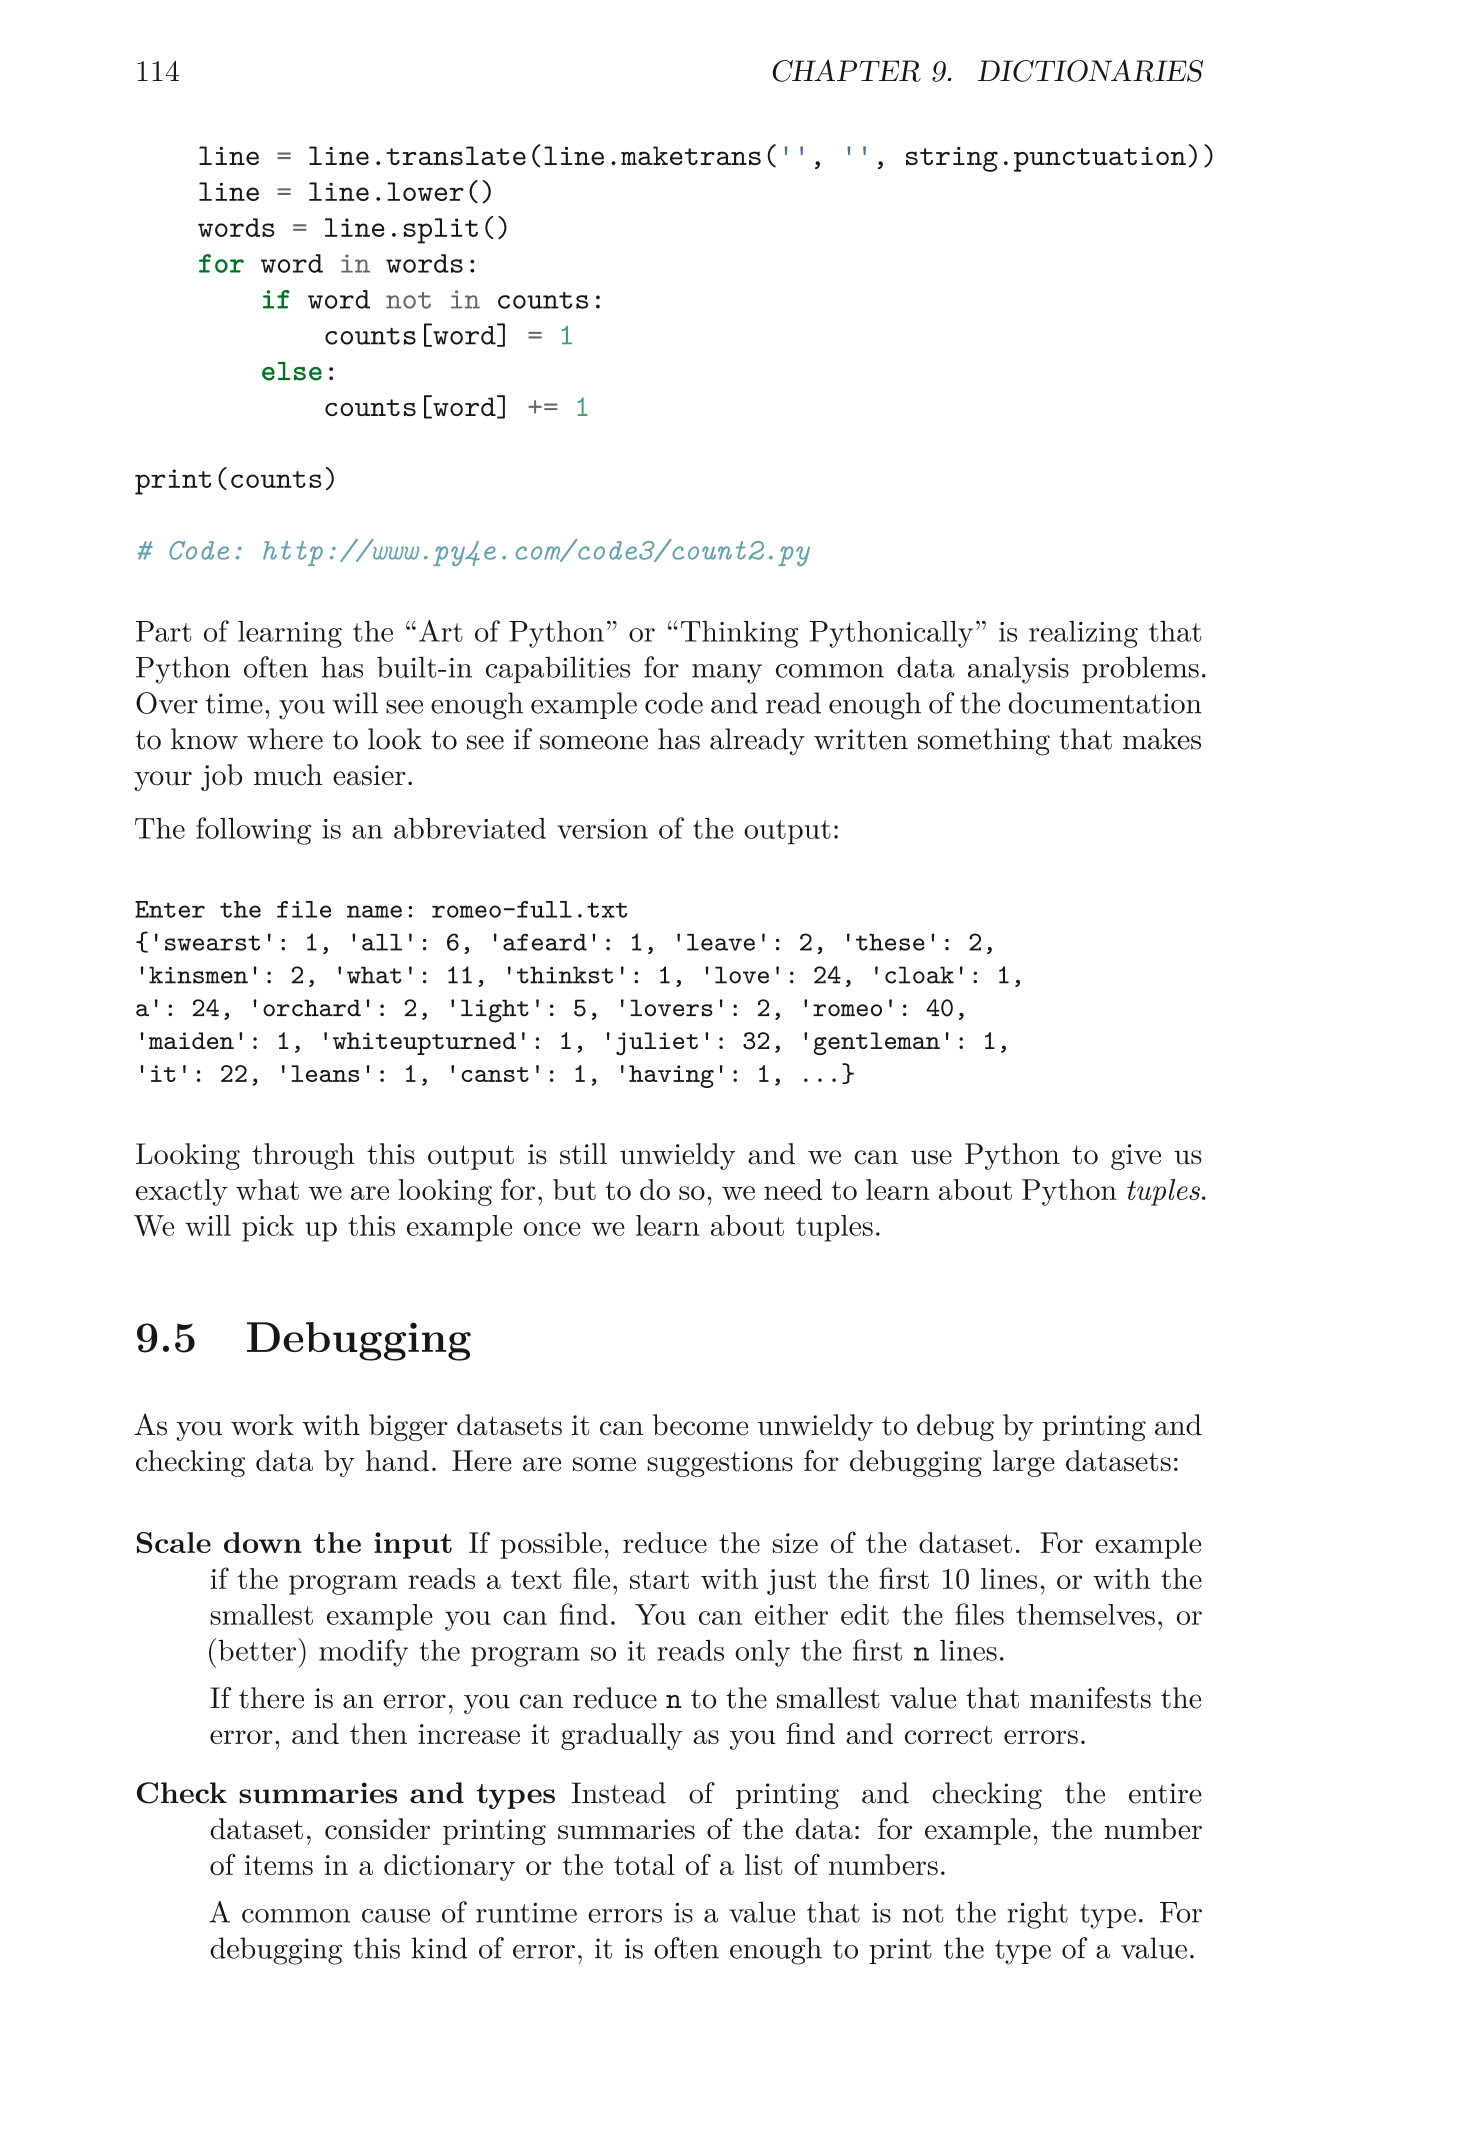 114 CHAPTER 9. DICTIONARIES
    line = line.translate(line.maketrans('', '', string.punctuation))
    line = line.lower()
    words = line.split()
    for word in words:
        if word not in counts:
            counts[word] = 1
        else:
            counts[word] += 1
print(counts)
# Code: http://www.py4e.com/code3/count2.py
Part of learning the “Art of Python” or “Thinking Pythonically” is realizing that
Python often has built-in capabilities for many common data analysis problems.
Over time, you will see enough example code and read enough of the documentation
to know where to look to see if someone has already written something that makes
your job much easier.
The following is an abbreviated version of the output:
Enter the file name: romeo-full.txt
{'swearst': 1, 'all': 6, 'afeard': 1, 'leave': 2, 'these': 2,
'kinsmen': 2, 'what': 11, 'thinkst': 1, 'love': 24, 'cloak': 1,
a': 24, 'orchard': 2, 'light': 5, 'lovers': 2, 'romeo': 40,
'maiden': 1, 'whiteupturned': 1, 'juliet': 32, 'gentleman': 1,
'it': 22, 'leans': 1, 'canst': 1, 'having': 1, ...}
Looking through this output is still unwieldy and we can use Python to give us
exactly what we are looking for, but to do so, we need to learn about Python tuples.
We will pick up this example once we learn about tuples.
9.5 Debugging
As you work with bigger datasets it can become unwieldy to debug by printing and
checking data by hand. Here are some suggestions for debugging large datasets:
Scale down the input If possible, reduce the size of the dataset. For example
if the program reads a text file, start with just the first 10 lines, or with the
smallest example you can find. You can either edit the files themselves, or
(better) modify the program so it reads only the first n lines.
If there is an error, you can reduce n to the smallest value that manifests the
error, and then increase it gradually as you find and correct errors.
Check summaries and types Instead of printing and checking the entire
dataset, consider printing summaries of the data: for example, the number
of items in a dictionary or the total of a list of numbers.
A common cause of runtime errors is a value that is not the right type. For
debugging this kind of error, it is often enough to print the type of a value.